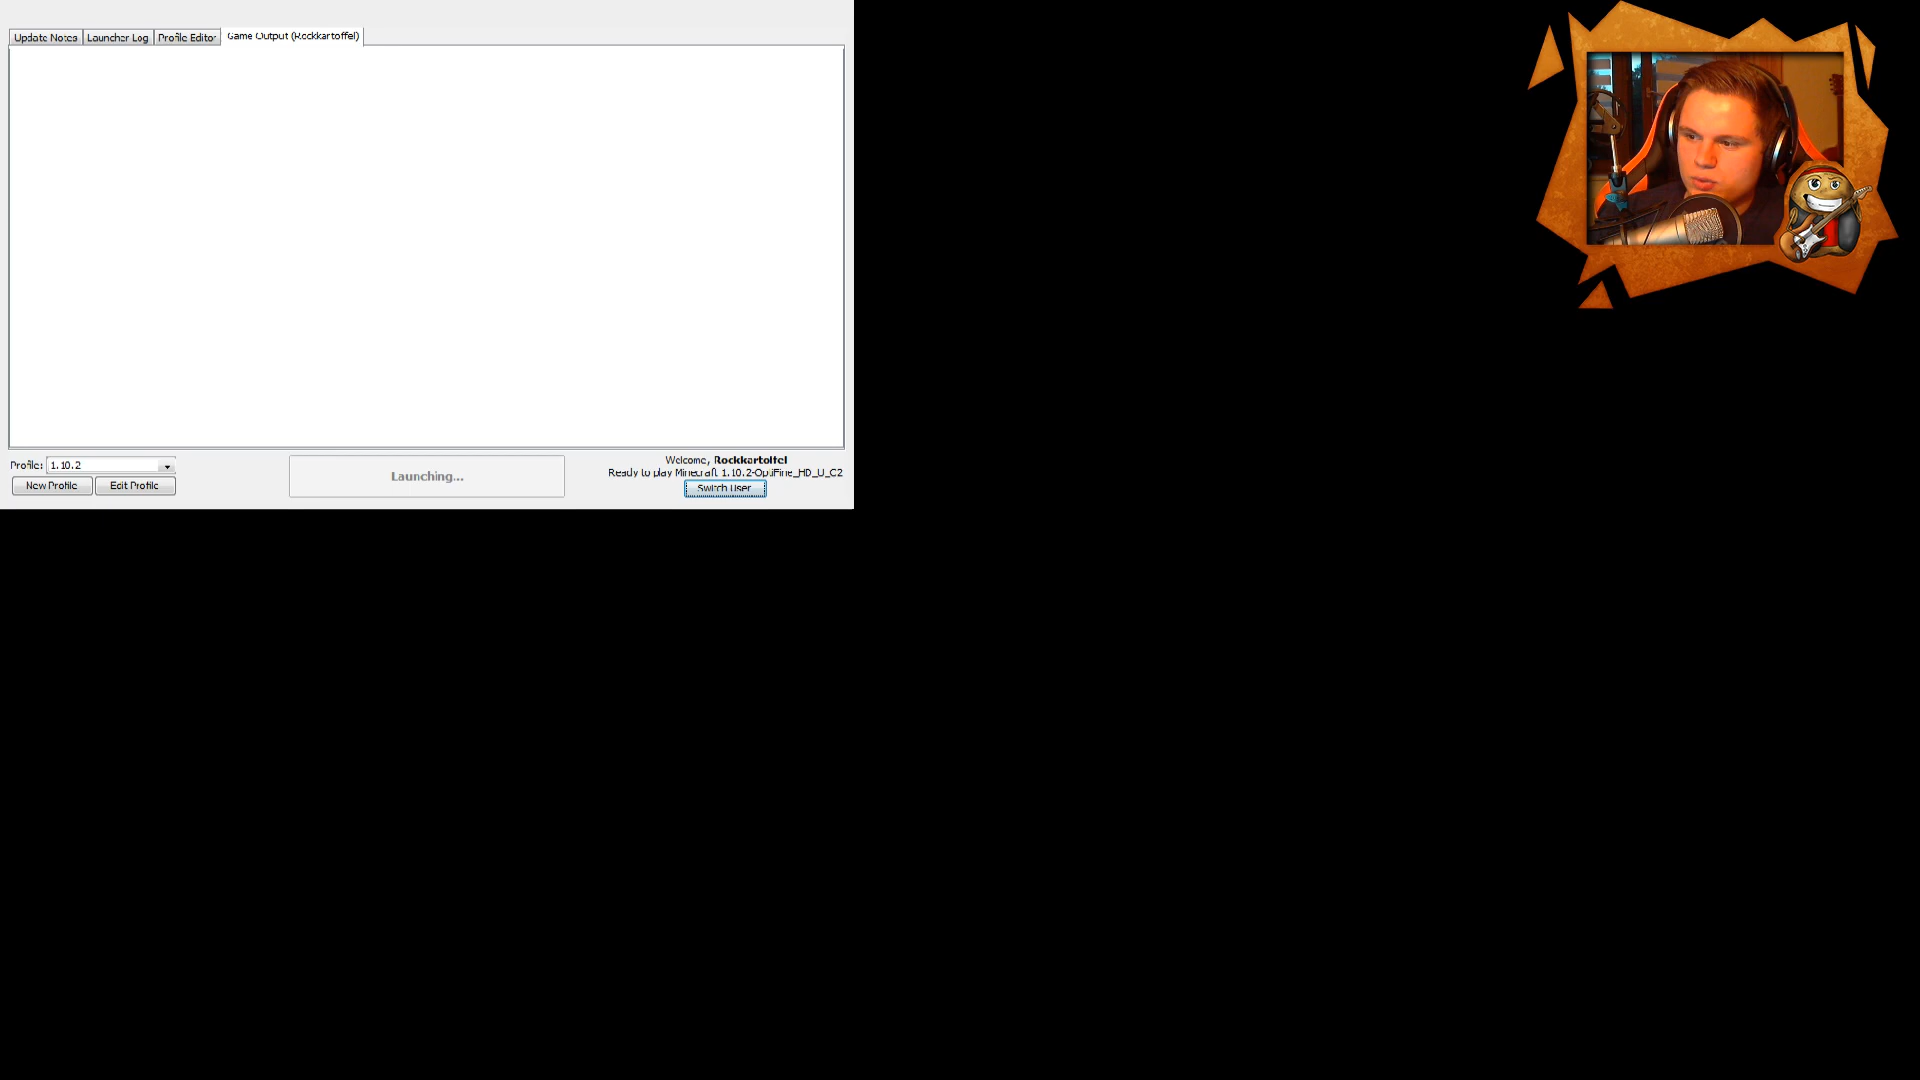 Update Notes
Launcher Log
Profile Editor
Game Output (Rockkartoffel)
Profile: 1.10.2
New Profile
Edit Profile
Launching...
Welcome, Rockkartoffel
Ready to play Minecraft 1.10.2-OptiFine_HD_U_C2
Switch User